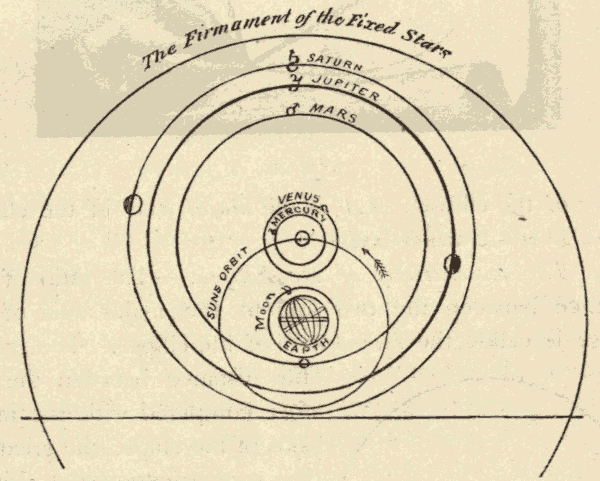 The Firmament of the Fixed Stars
♄ SATURN
♃ JUPITER
♂ MARS
VENUS
MERCURY
SUNS ORBIT
Moon
EARTH